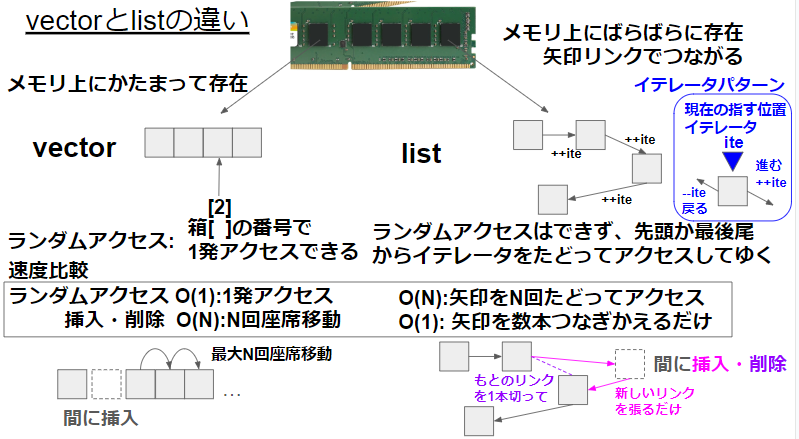 vectorとlistの違い
メモリ上にかたまって存在
メモリ上にばらばらに存在
矢印リンクでつながる
イテレータパターン
現在の指す位置
イテレータ
ite
進む
++ite
--ite
戻る
vector
list
++ite
++ite
++ite
[2]
箱[ ]の番号で
1発アクセスできる
ランダムアクセス:
速度比較
ランダムアクセスはできず、先頭か最後尾
からイテレータをたどってアクセスしてゆく
ランダムアクセス O(1):1発アクセス
挿入・削除 O(N):N回座席移動
O(N):矢印をN回たどってアクセス
O(1): 矢印を数本つなぎかえるだけ
最大N回座席移動
…
間に挿入
もとのリンク
を1本切って
間に挿入・削除
新しいリンク
を張るだけ